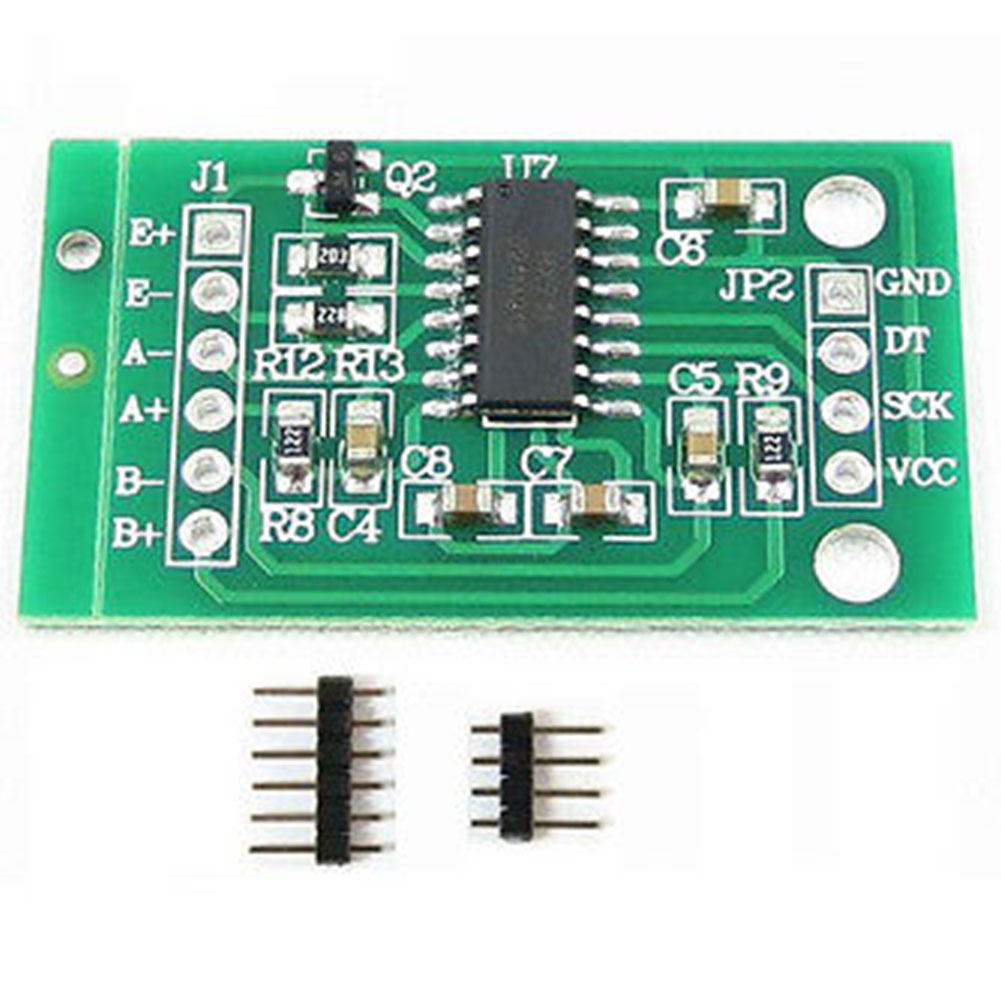 J1
Q2
U7
E+
E-
A-
A+
B-
B+
203
22B
R12 R13
C6
JP2
GND
DT
SCK
VCC
C5 R9
122
122
C8
C7
R8 C4